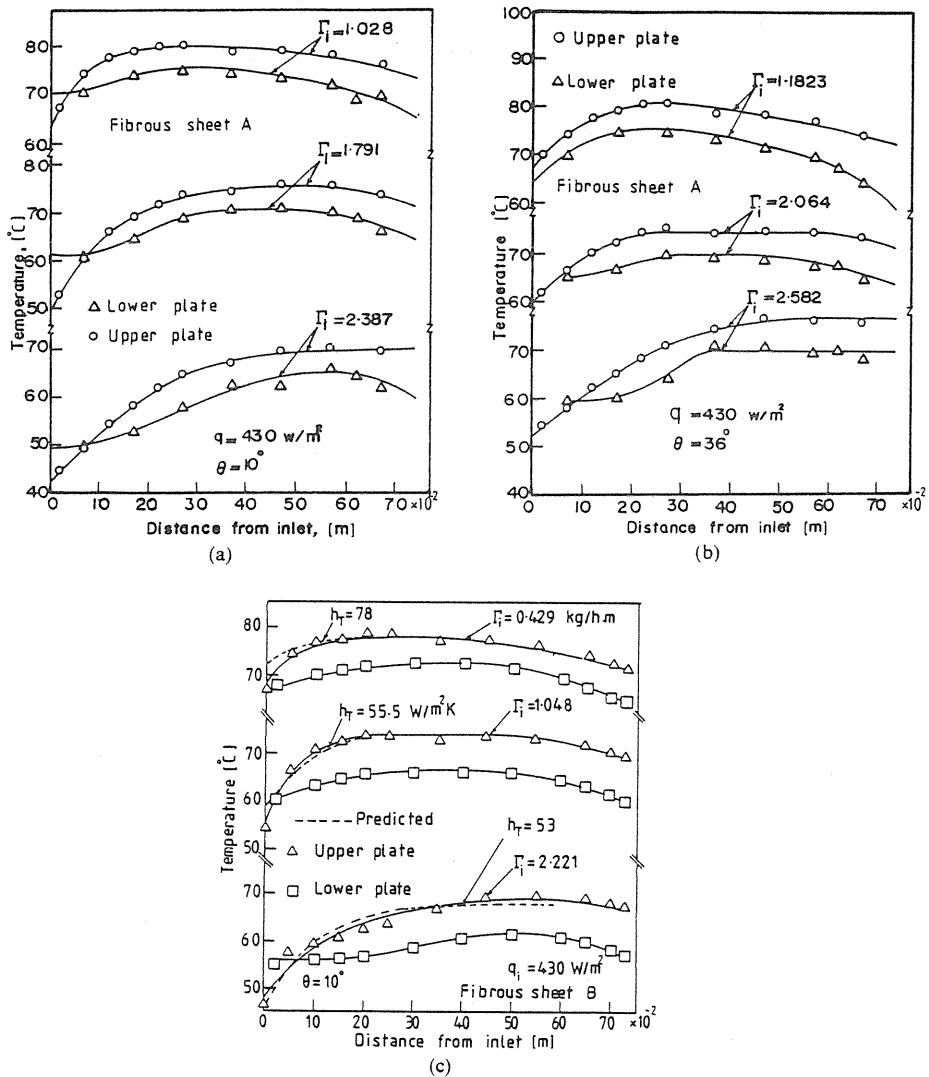 80
70
60
80
70
60
50
70
60
50
40
Temperature, [°C]
Γi=1·028
Fibrous sheet A
Γi=1.791
△ Lower plate
○ Upper plate
Γi=2·387
q=430 w/m²
θ=10°
0 10 20 30 40 50 60 70 ×10⁻²
Distance from inlet, [m]
(a)
100
90
80
70
60
80
70
60
80
70
60
50
40
Temperature [°C]
○ Upper plate
△ Lower plate
Γi=1·1823
Fibrous sheet A
Γi=2·064
Γi=2.582
q=430 w/m²
θ=36°
0 10 20 30 40 50 60 70 ×10⁻²
Distance from inlet [m]
(b)
80
70
70
60
50
70
60
50
Temperature [°C]
hT=78
Γi=0·429 kg/h.m
hT=55.5 W/m²K
Γi=1.048
---- Predicted
△ Upper plate
□ Lower plate
hT=53
Γi=2·221
θ=10°
qi=430 W/m²
Fibrous sheet B
0 10 20 30 40 50 60 70 ×10⁻²
Distance from inlet [m]
(c)